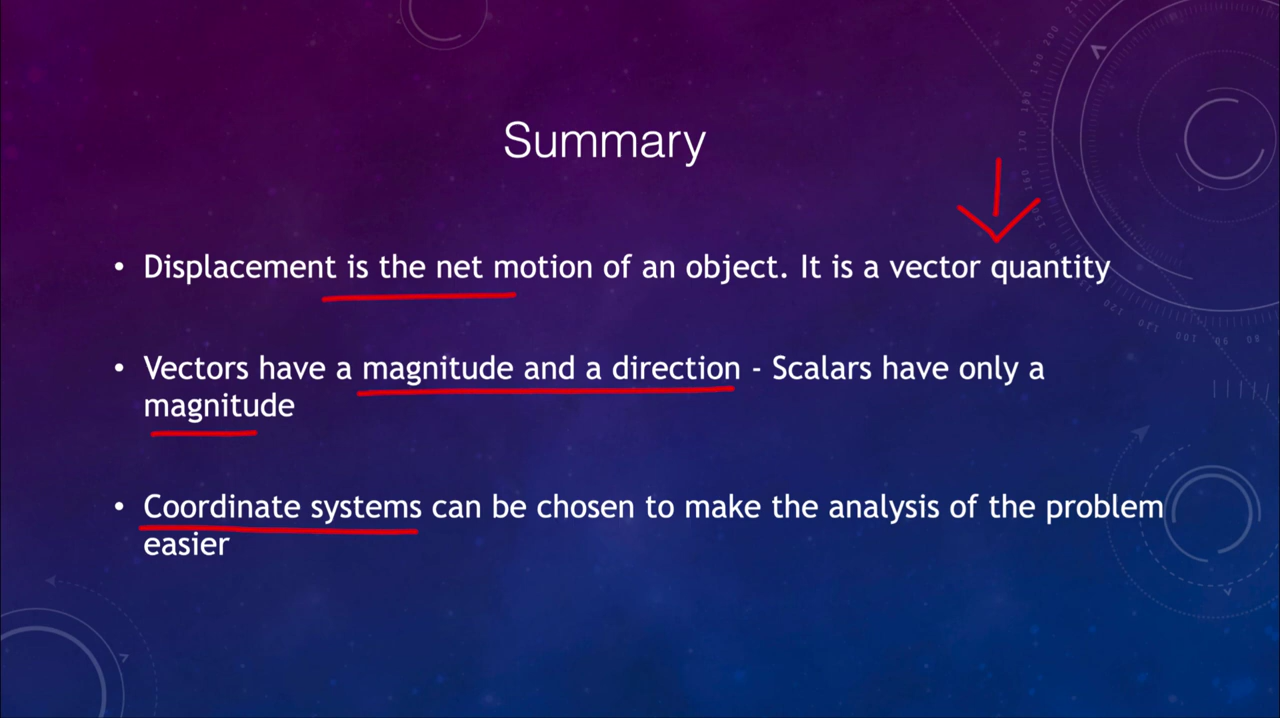 Summary
• Displacement is the net motion of an object. It is a vector quantity
• Vectors have a magnitude and a direction - Scalars have only a
magnitude
• Coordinate systems can be chosen to make the analysis of the problem
easier